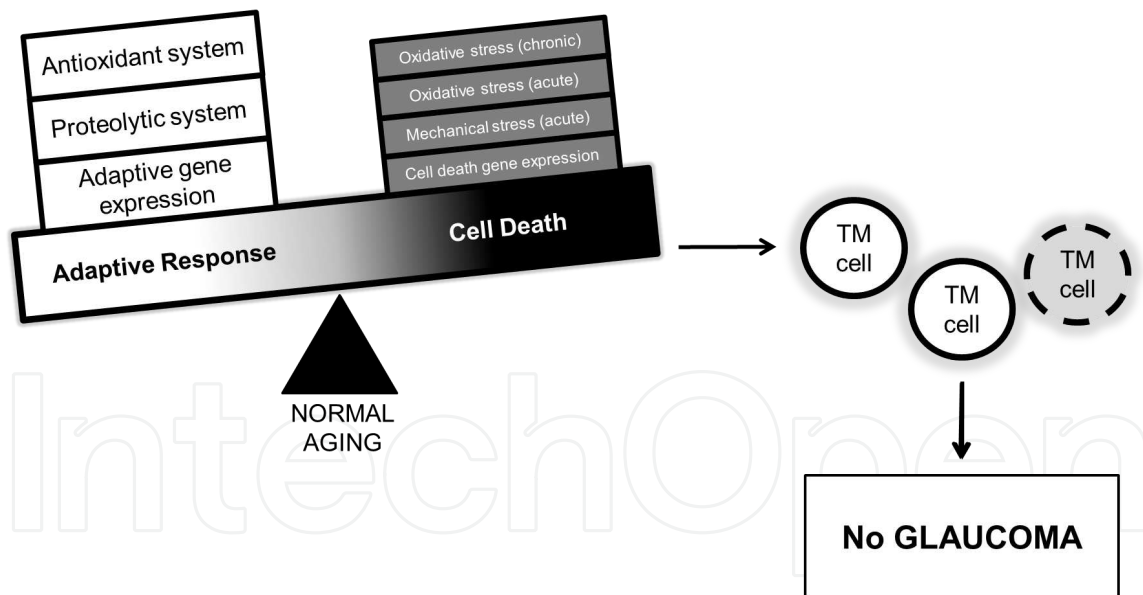 Antioxidant system
Proteolytic system
Adaptive gene
expression
Adaptive Response
Oxidative stress (chronic)
Oxidative stress (acute)
Mechanical stress (acute)
Cell death gene expression
Cell Death
NORMAL
AGING
TM
cell
TM
cell
TM
cell
No GLAUCOMA
IntechOpen